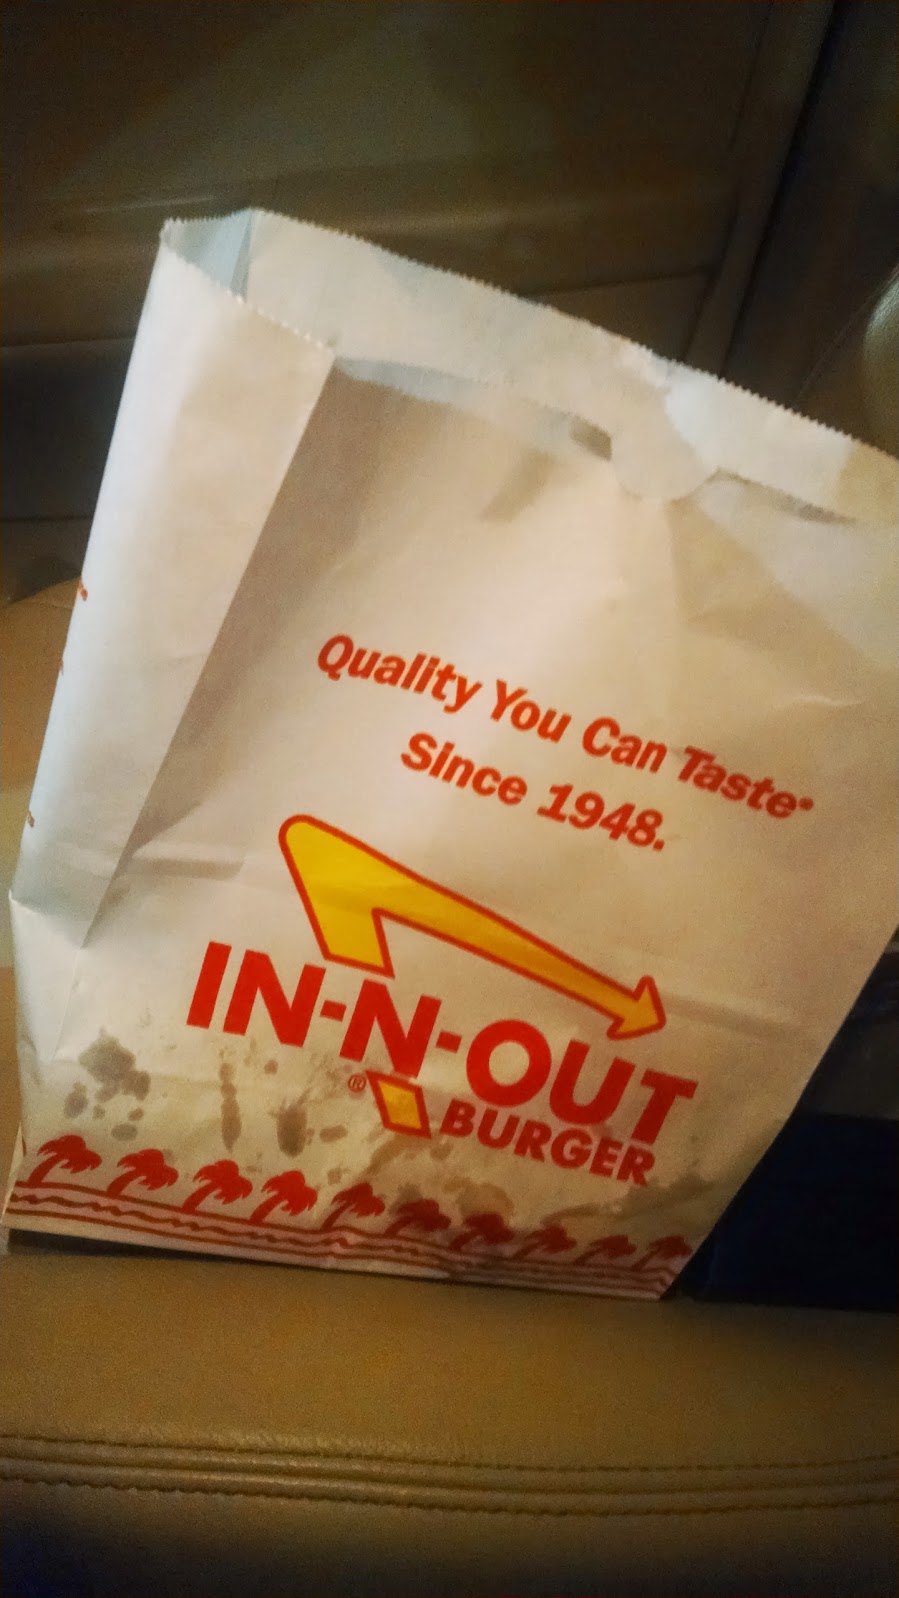 Quality You Can Taste®
Since 1948.
IN-N-OUT
® BURGER